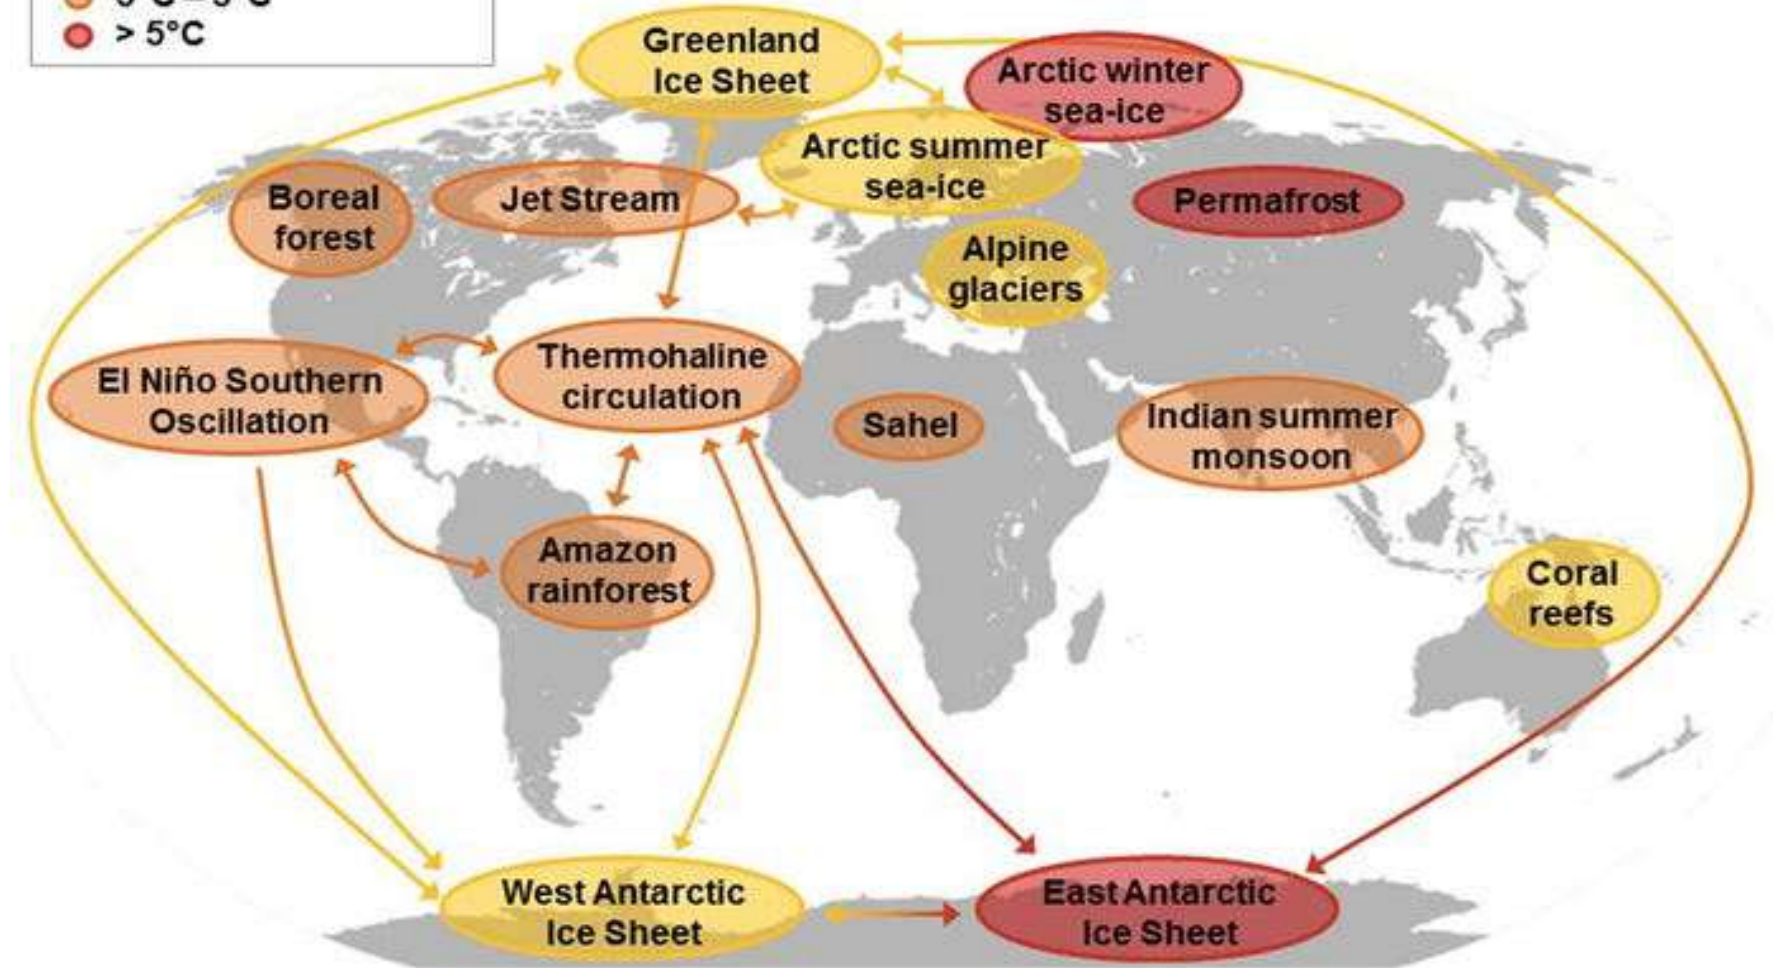 > 5°C
Greenland
Ice Sheet
Arctic winter
sea-ice
Arctic summer
sea-ice
Boreal
forest
Jet Stream
Permafrost
Alpine
glaciers
El Niño Southern
Oscillation
Thermohaline
circulation
Sahel
Indian summer
monsoon
Amazon
rainforest
Coral
reefs
West Antarctic
Ice Sheet
East Antarctic
Ice Sheet